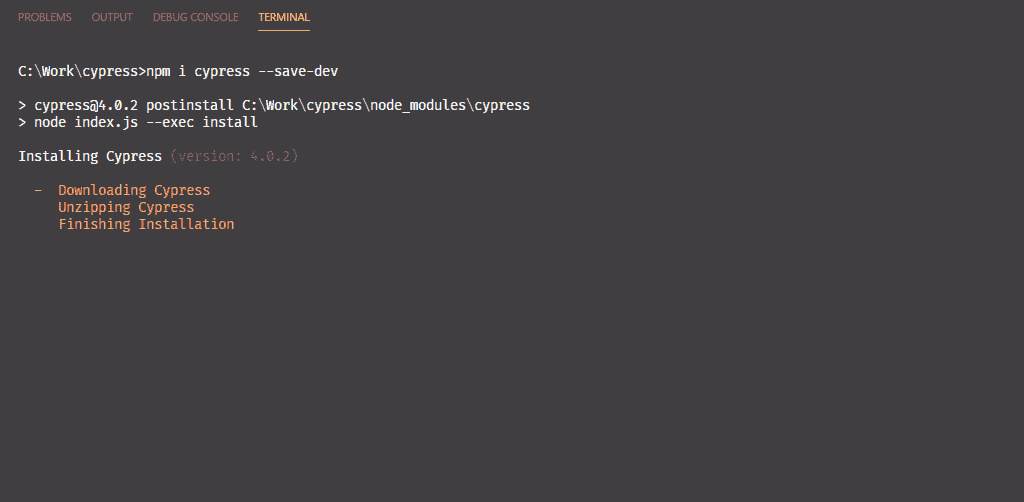 PROBLEMS OUTPUT DEBUG CONSOLE TERMINAL
C:\Work\cypress>npm i cypress --save-dev
> cypress@4.0.2 postinstall C:\Work\cypress\node_modules\cypress
> node index.js --exec install
Installing Cypress (version: 4.0.2)
- Downloading Cypress
Unzipping Cypress
Finishing Installation